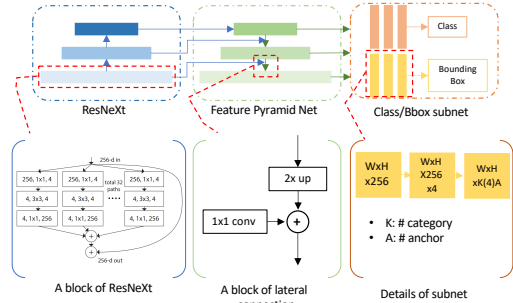 Class
Bounding
Box
ResNeXt
Feature Pyramid Net
Class/Bbox subnet
256-d in
256, 1x1, 4
256, 1x1, 4
256, 1x1, 4
total 32
paths
4, 3x3, 4
4, 3x3, 4
....
4, 3x3, 4
4, 1x1, 256
4, 1x1, 256
4, 1x1, 256
+
+
256-d out
A block of ResNeXt
2x up
1x1 conv
+
A block of lateral
connection
WxH
x256
WxH
X256
x4
WxH
xK(4)A
• K: # category
• A: # anchor
Details of subnet